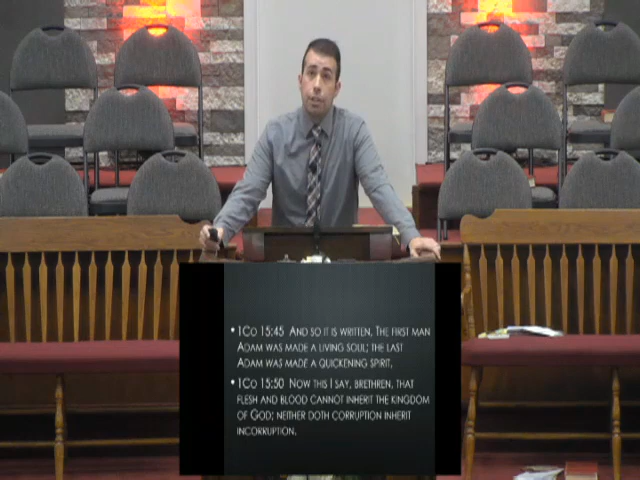 • 1Co 15:45 And so it is written, The first man
Adam was made a living soul; the last
Adam was made a quickening spirit.
• 1Co 15:50 Now this I say, brethren, that
flesh and blood cannot inherit the kingdom
of God; neither doth corruption inherit
incorruption.